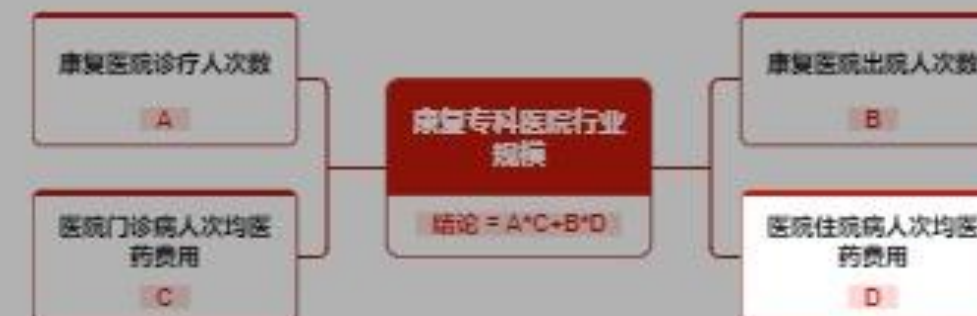 康复医院诊疗人次数
A
医院门诊病人次均医
药费用
C
康复专科医院行业
规模
结论 = A*C+B*D
康复医院出院人次数
B
医院住院病人次均医
药费用
D